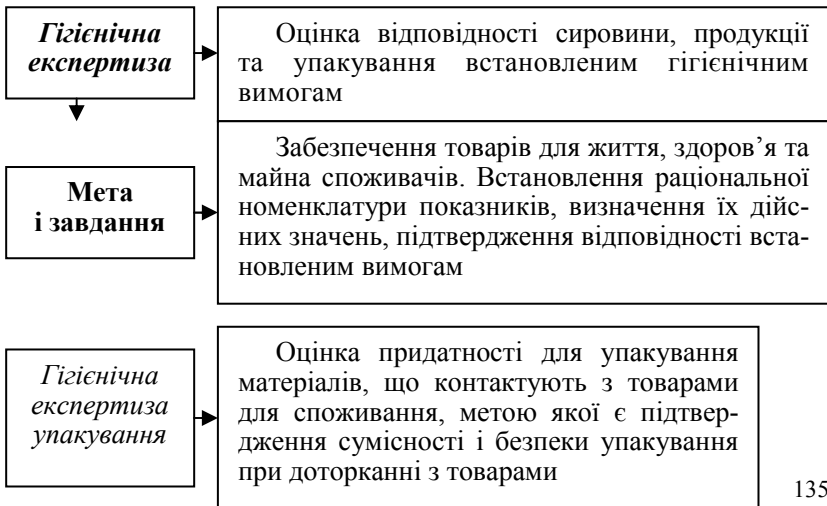 Гігієнічна
експертиза
Оцінка відповідності сировини, продукції
та упакування встановленим гігієнічним
вимогам
Мета
і завдання
Забезпечення товарів для життя, здоров’я та
майна споживачів. Встановлення раціональної
номенклатури показників, визначення їх дійс-
них значень, підтвердження відповідності вста-
новленим вимогам
Гігієнічна
експертиза
упакування
Оцінка придатності для упакування
матеріалів, що контактують з товарами
для споживання, метою якої є підтвер-
дження сумісності і безпеки упакування
при доторканні з товарами
135